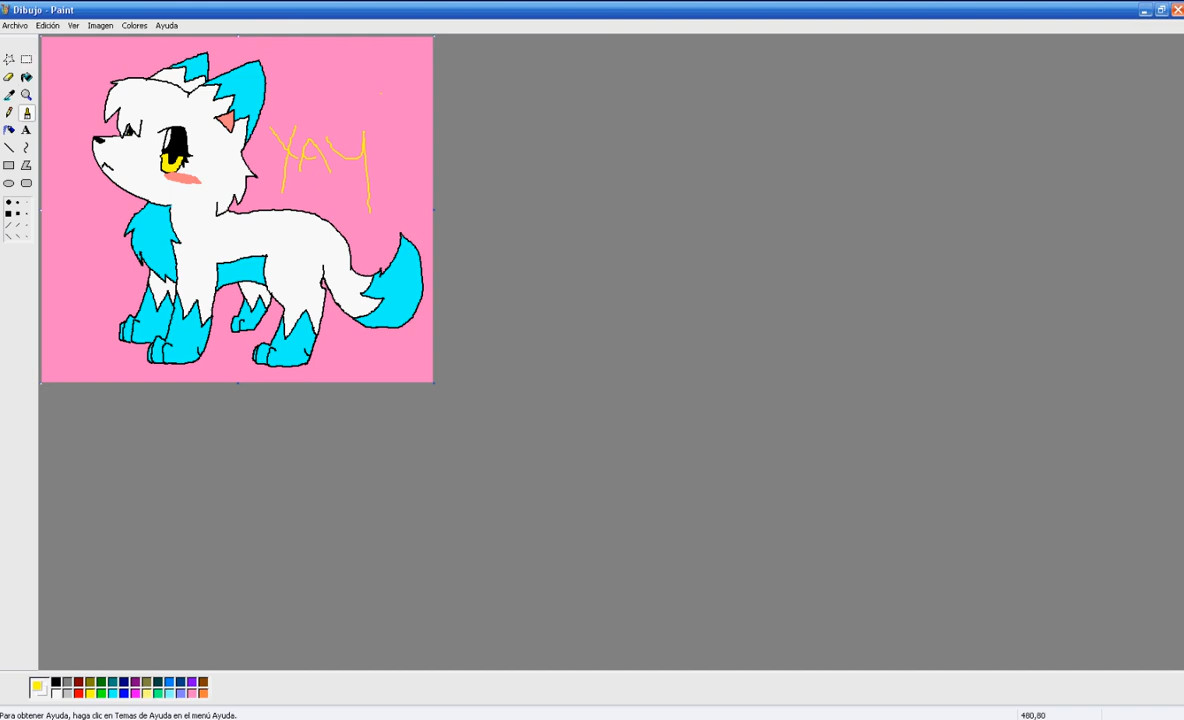 Dibujo - Paint
Archivo Edición Ver Imagen Colores Ayuda
A
YAY
Para obtener Ayuda, haga clic en Temas de Ayuda en el menú Ayuda.
480,80